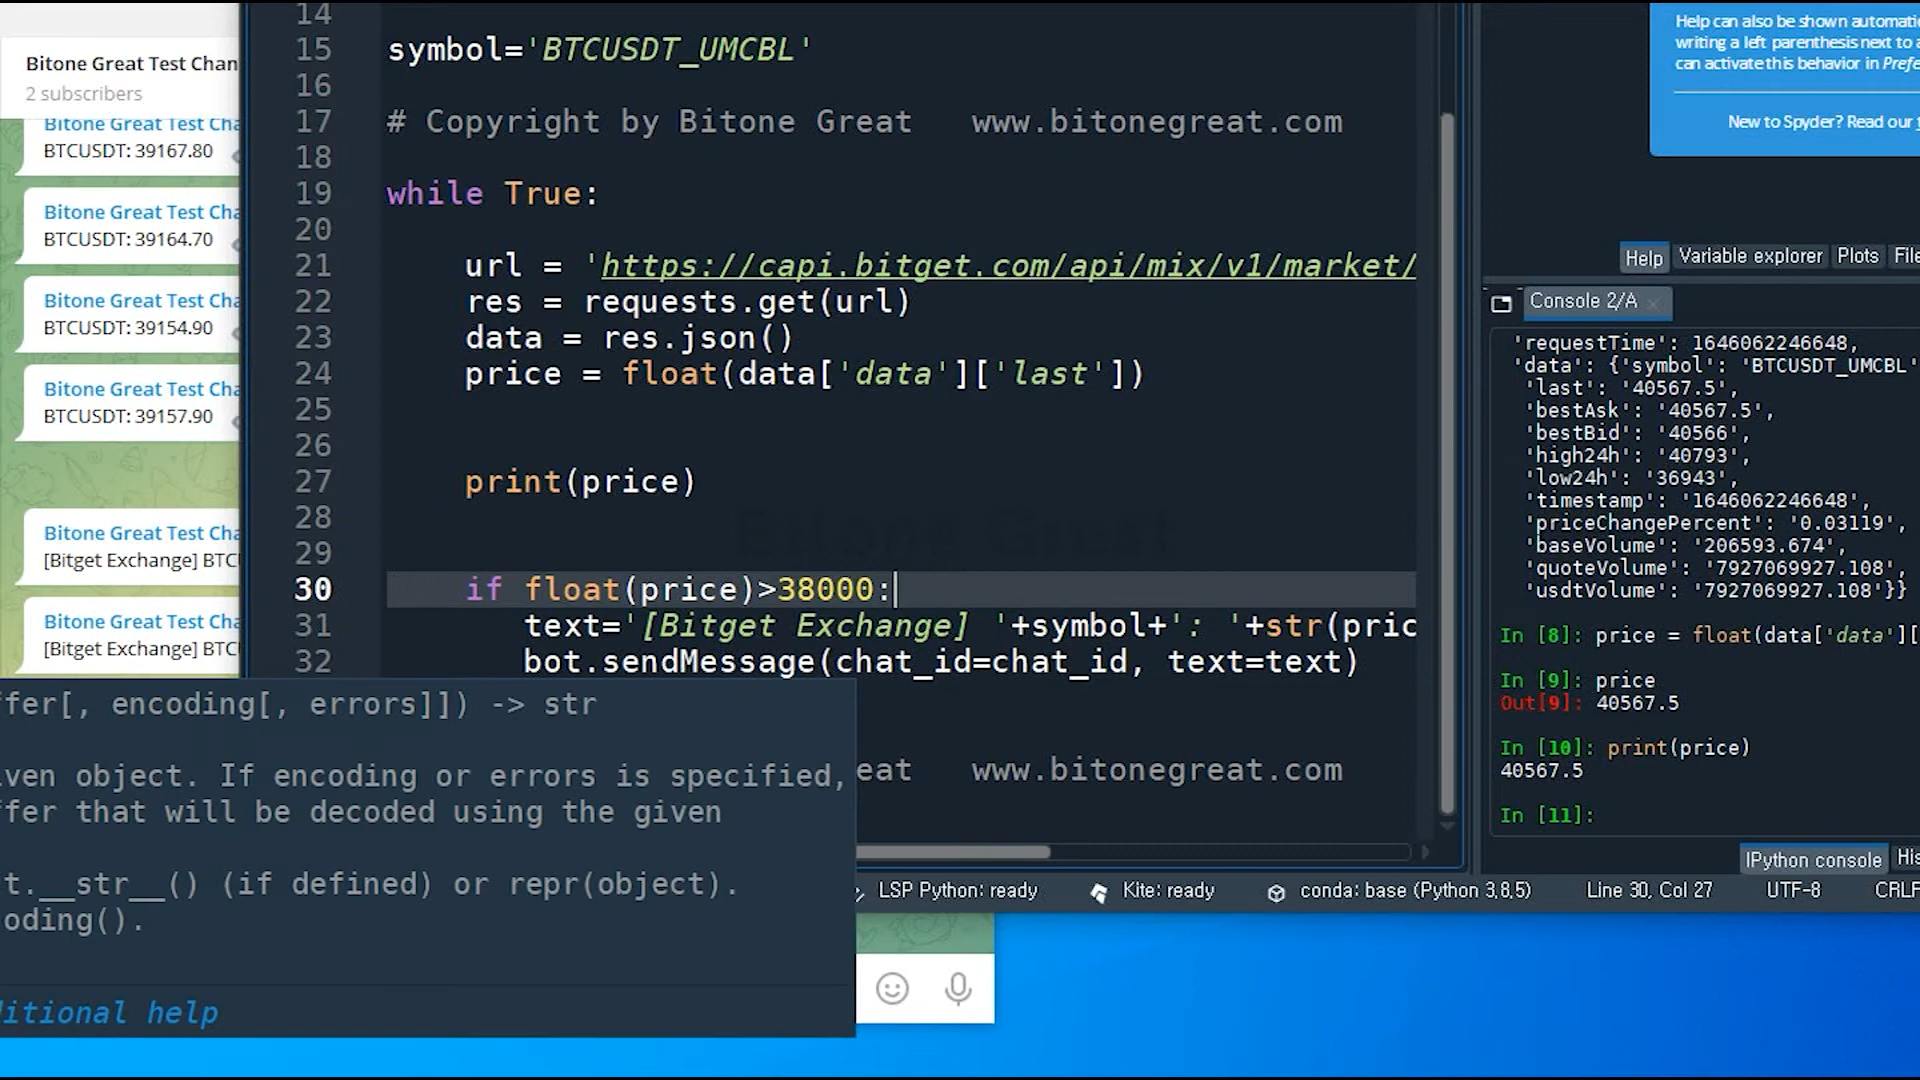 Bitone Great Test Chan
2 subscribers
Bitone Great Test Cha
BTCUSDT: 39167.80
Bitone Great Test Cha
BTCUSDT: 39164.70
Bitone Great Test Cha
BTCUSDT: 39154.90
Bitone Great Test Cha
BTCUSDT: 39157.90
Bitone Great Test Cha
[Bitget Exchange] BTC
Bitone Great Test Cha
[Bitget Exchange] BTC
14
15 symbol='BTCUSDT_UMCBL'
16
17 # Copyright by Bitone Great www.bitonegreat.com
18
19 while True:
20
21 url = 'https://capi.bitget.com/api/mix/v1/market/
22 res = requests.get(url)
23 data = res.json()
24 price = float(data['data']['last'])
25
26
27 print(price)
28
Bitone Great
29
30 if float(price)>38000:
31 text='[Bitget Exchange] '+symbol+': '+str(pric
32 bot.sendMessage(chat_id=chat_id, text=text)
eat www.bitonegreat.com
ffer[, encoding[, errors]]) -> str
ven object. If encoding or errors is specified,
ffer that will be decoded using the given
t.__str__() (if defined) or repr(object).
oding().
ditional help
LSP Python: ready
Kite: ready
conda: base (Python 3.8.5)
Line 30, Col 27
UTF-8
CRLF
Help can also be shown automatic
writing a left parenthesis next to a
can activate this behavior in Prefe
New to Spyder? Read our t
Help
Variable explorer
Plots
File
Console 2/A
'requestTime': 1646062246648,
'data': {'symbol': 'BTCUSDT_UMCBL'
'last': '40567.5',
'bestAsk': '40567.5',
'bestBid': '40566',
'high24h': '40793',
'low24h': '36943',
'timestamp': '1646062246648',
'priceChangePercent': '0.03119',
'baseVolume': '206593.674',
'quoteVolume': '7927069927.108',
'usdtVolume': '7927069927.108'}}
In [8]: price = float(data['data'][
In [9]: price
Out[9]: 40567.5
In [10]: print(price)
40567.5
In [11]:
IPython console
His